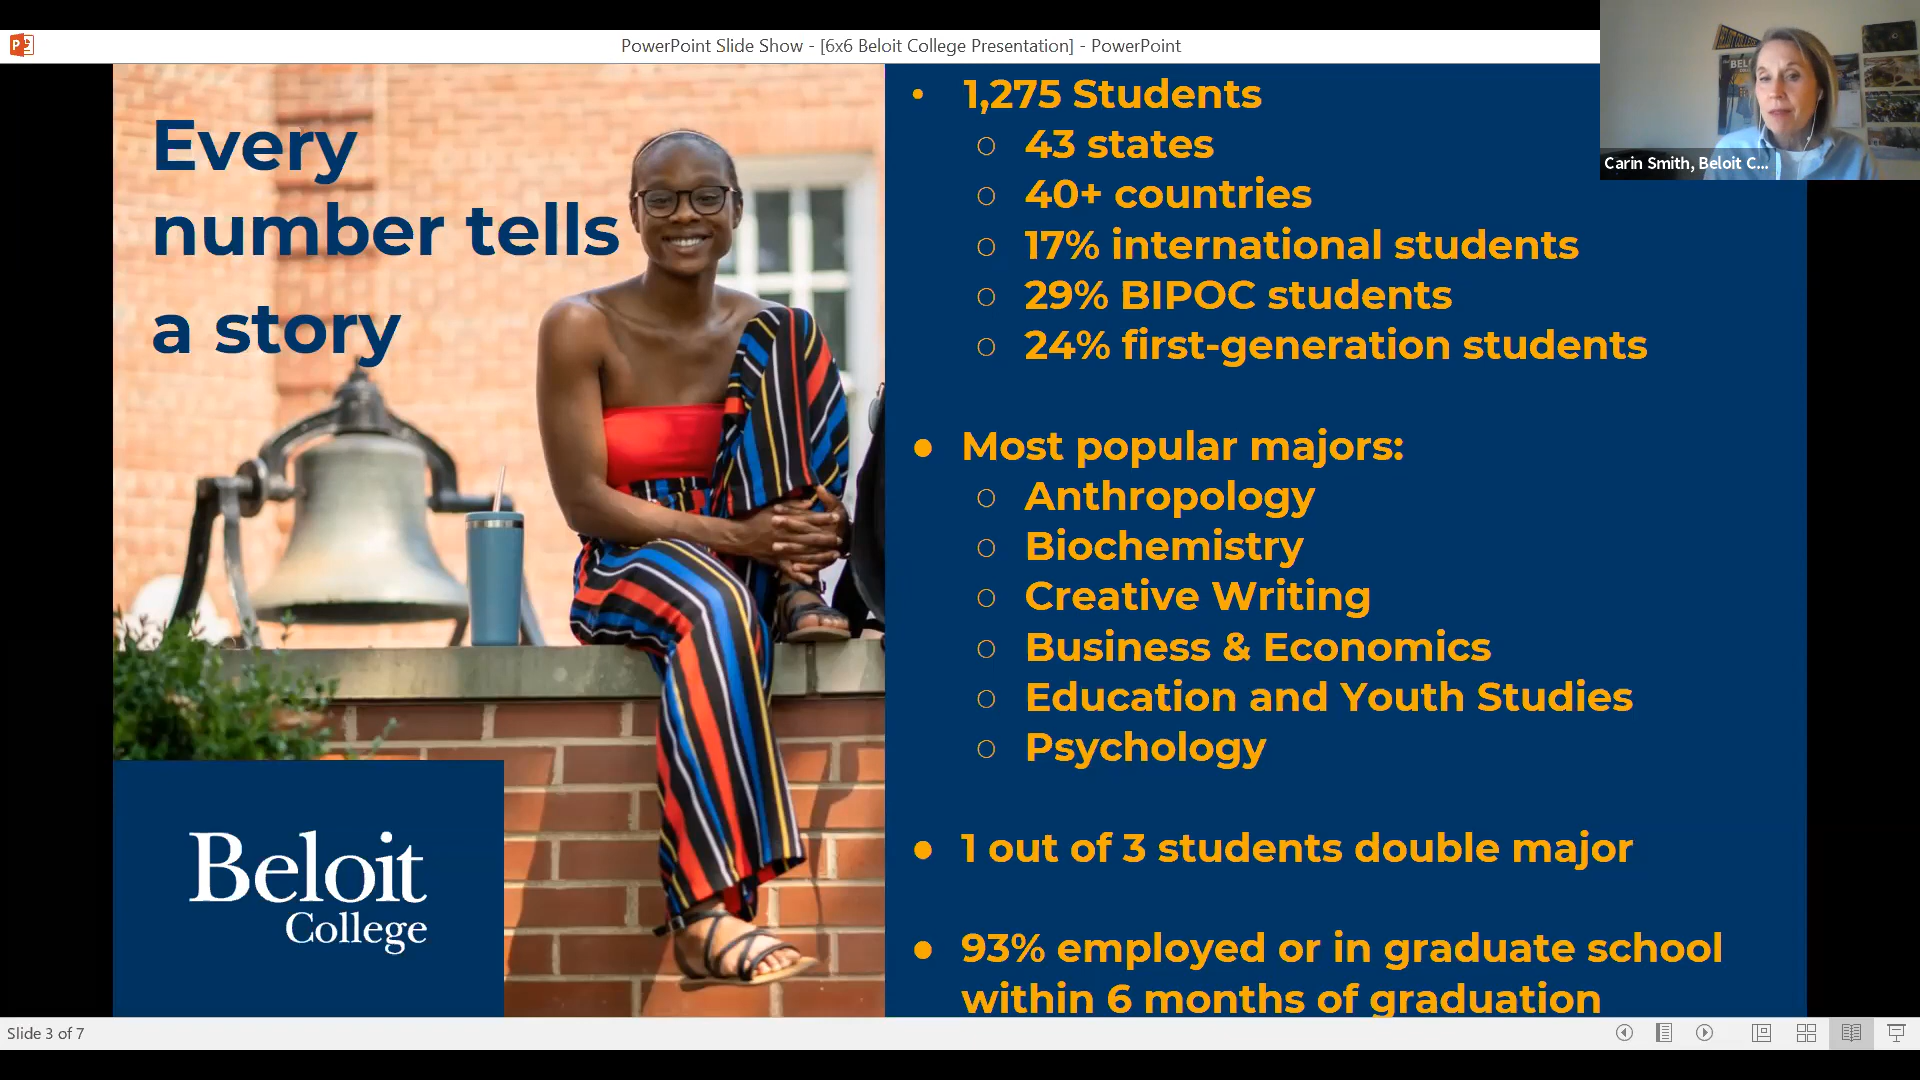 PowerPoint Slide Show - [6x6 Beloit College Presentation] - PowerPoint
Every
number tells
a story
Beloit
College
• 1,275 Students
○ 43 states
○ 40+ countries
○ 17% international students
○ 29% BIPOC students
○ 24% first-generation students
● Most popular majors:
○ Anthropology
○ Biochemistry
○ Creative Writing
○ Business & Economics
○ Education and Youth Studies
○ Psychology
● 1 out of 3 students double major
● 93% employed or in graduate school
within 6 months of graduation
Carin Smith, Beloit C...
Slide 3 of 7